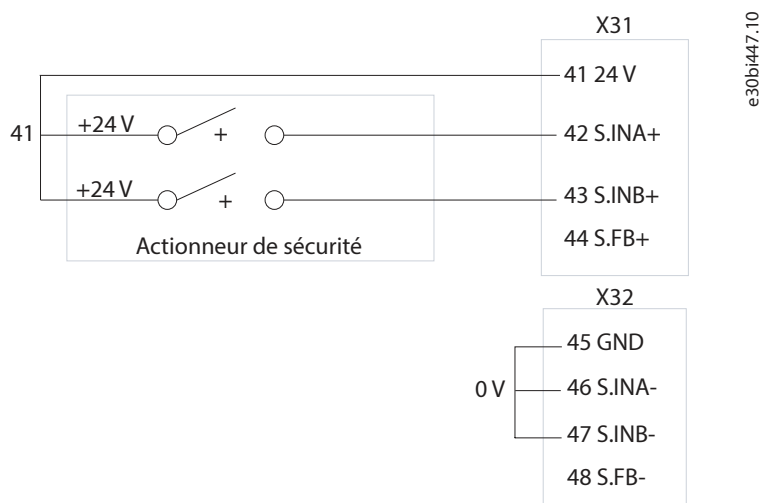 X31
41 24 V
41
+24 V
+
42 S.INA+
+24 V
+
43 S.INB+
44 S.FB+
Actionneur de sécurité
X32
45 GND
0 V
46 S.INA-
47 S.INB-
48 S.FB-
e30bi447.10